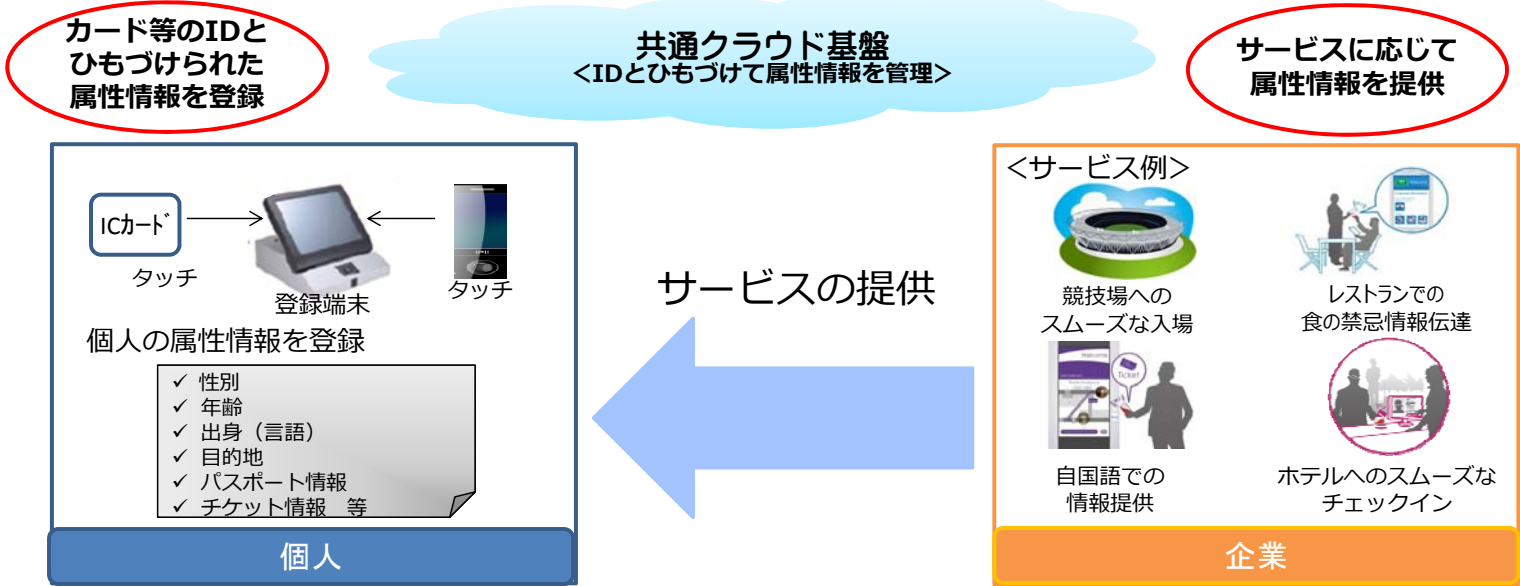 カード等のIDと
ひもづけられた
属性情報を登録
共通クラウド基盤
<IDとひもづけて属性情報を管理>
サービスに応じて
属性情報を提供
ICカード
タッチ
登録端末
タッチ
個人の属性情報を登録
✓ 性別
✓ 年齢
✓ 出身（言語）
✓ 目的地
✓ パスポート情報
✓ チケット情報　等
個人
サービスの提供
<サービス例>
競技場への
スムーズな入場
レストランでの
食の禁忌情報伝達
Ticket
自国語での
情報提供
ホテルへのスムーズな
チェックイン
企業